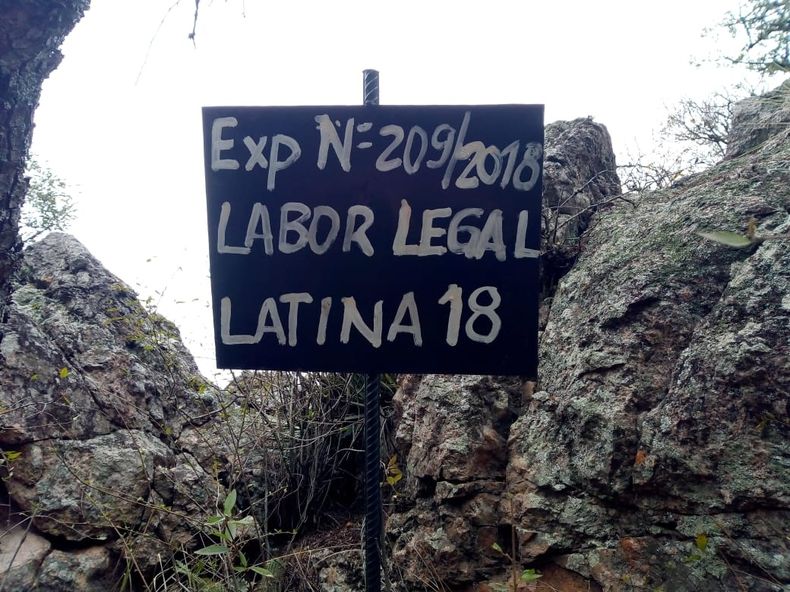 Exp N=209/2018
LABOR LEGAL
LATINA 18